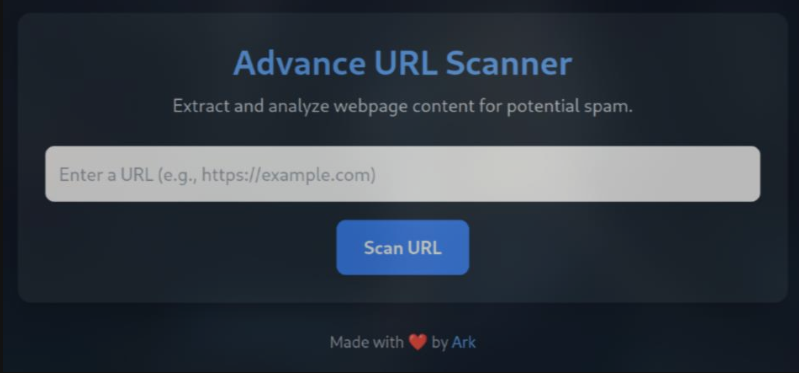 Advance URL Scanner
Extract and analyze webpage content for potential spam.
Enter a URL (e.g., https://example.com)
Scan URL
Made with ❤️ by Ark